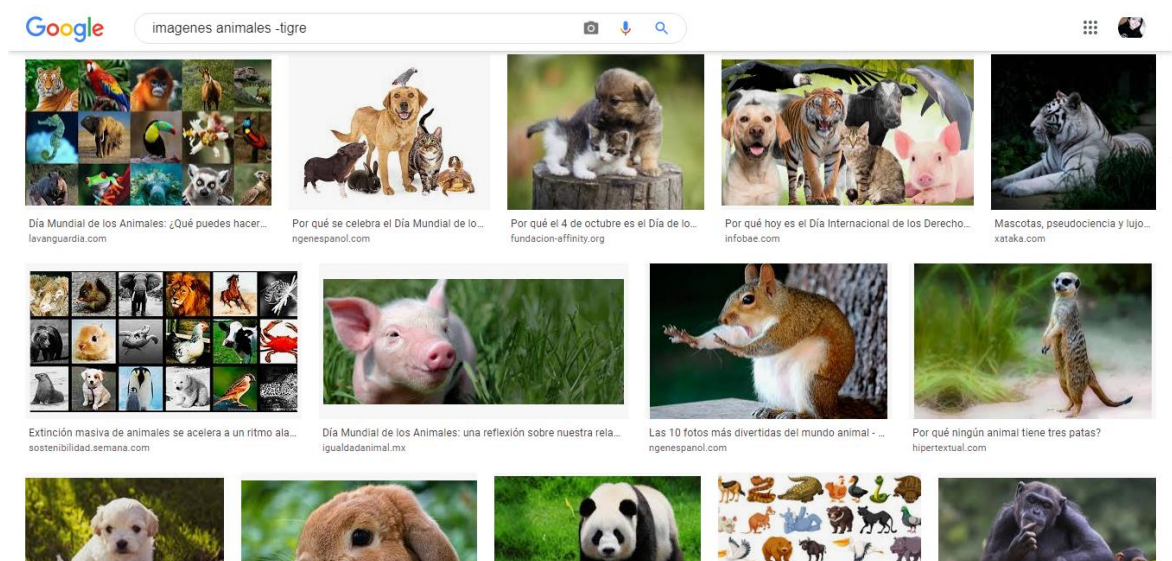 Google
imagenes animales -tigre
Día Mundial de los Animales: ¿Qué puedes hacer...
lavanguardia.com
Por qué se celebra el Día Mundial de lo...
ngenespanol.com
Por qué el 4 de octubre es el Día de lo...
fundacion-affinity.org
Por qué hoy es el Día Internacional de los Derecho...
infobae.com
Mascotas, pseudociencia y lujo...
xataka.com
Extinción masiva de animales se acelera a un ritmo ala...
sostenibilidad.semana.com
Día Mundial de los Animales: una reflexión sobre nuestra rela...
igualdadanimal.mx
Las 10 fotos más divertidas del mundo animal - ...
ngenespanol.com
Por qué ningún animal tiene tres patas?
hipertextual.com